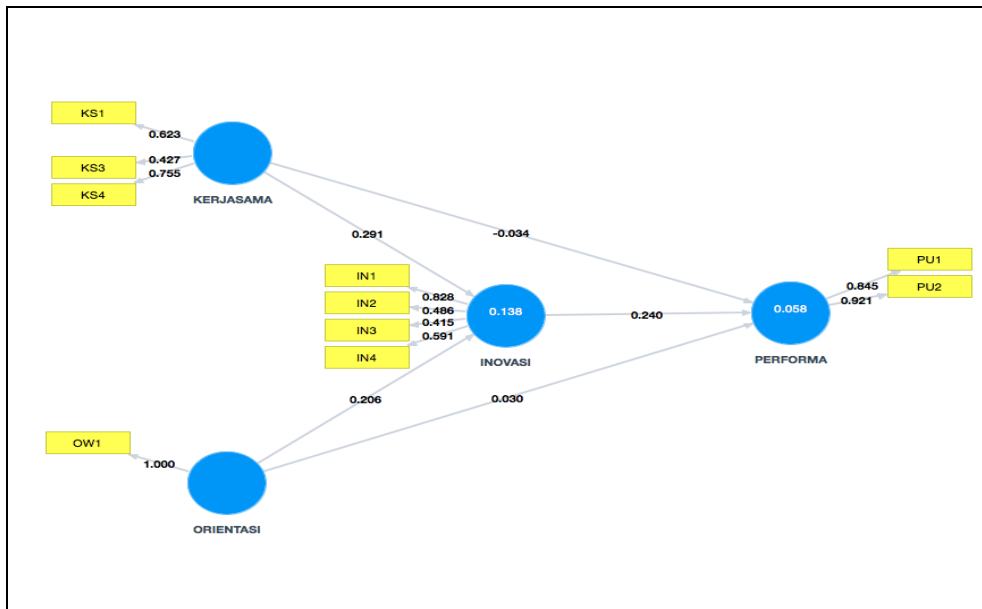 KS1
0.623
KS3
0.427
0.755
KS4
KERJASAMA
0.291
-0.034
IN1
0.828
IN2
0.486
IN3
0.415
0.591
IN4
0.138
INOVASI
0.240
PU1
0.845
PU2
0.921
0.058
PERFORMA
0.206
0.030
OW1
1.000
ORIENTASI